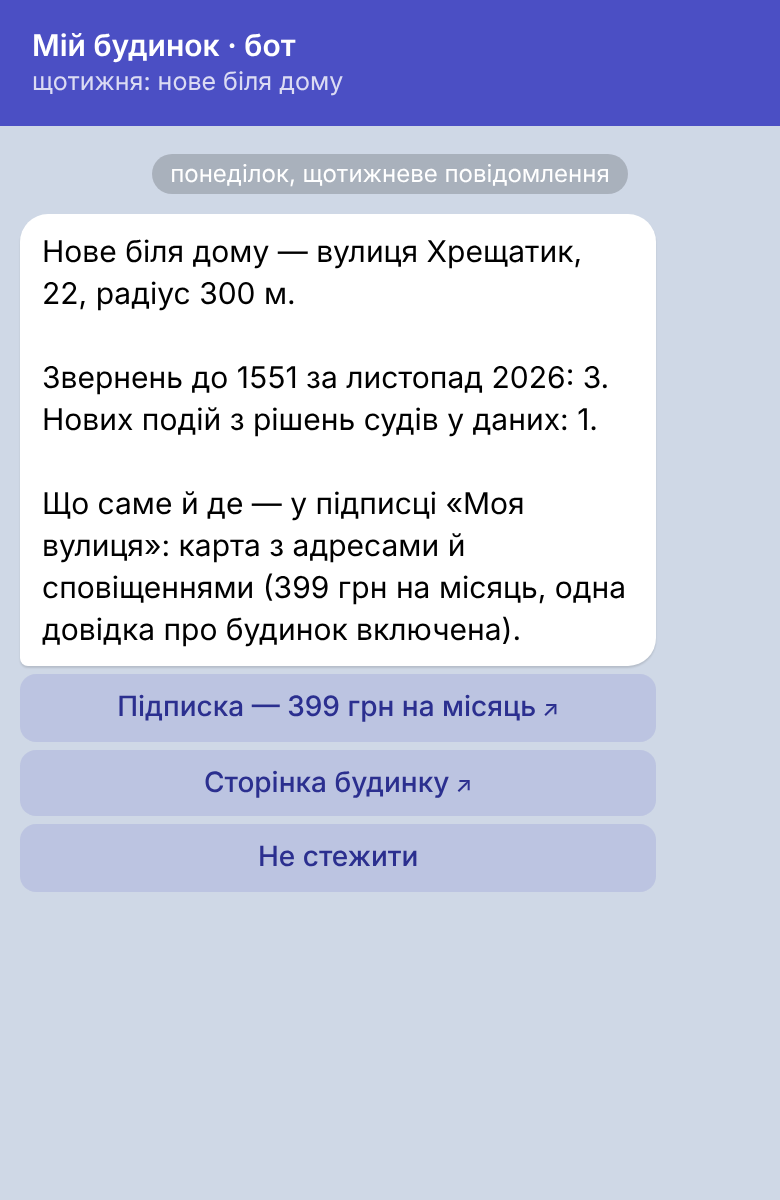 Мій будинок · бот
щотижня: нове біля дому
понеділок, щотижневе повідомлення
Нове біля дому — вулиця Хрещатик,
22, радіус 300 м.
Звернень до 1551 за листопад 2026: 3.
Нових подій з рішень судів у даних: 1.
Що саме й де — у підписці «Моя
вулиця»: карта з адресами й
сповіщеннями (399 грн на місяць, одна
довідка про будинок включена).
Підписка — 399 грн на місяць ↗
Сторінка будинку ↗
Не стежити